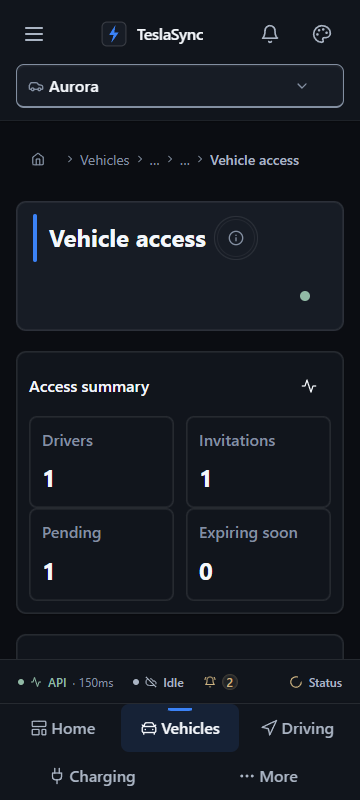 TeslaSync
Aurora
Vehicles ... ... Vehicle access
Vehicle access
Access summary
Drivers Invitations
1 1
Pending Expiring soon
1 0
API · 150ms Idle 2 Status
Home Vehicles Driving
Charging More